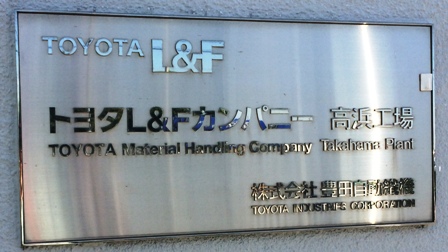 TOYOTA L&F
トヨタL&Fカンパニー 高浜工場
TOYOTA Material Handling Company Takahama Plant
株式会社豊田自動織機
TOYOTA INDUSTRIES CORPORATION